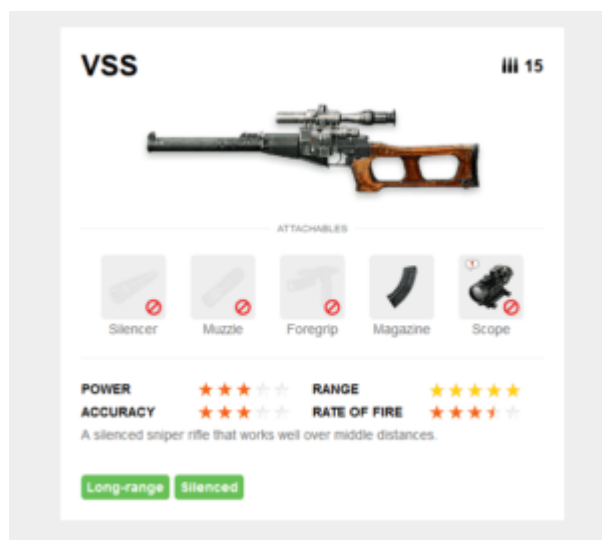 VSS
15
ATTACHABLES
Silencer Muzzle Foregrip Magazine Scope
POWER RANGE
ACCURACY RATE OF FIRE
A silenced sniper rifle that works well over middle distances.
Long-range Silenced